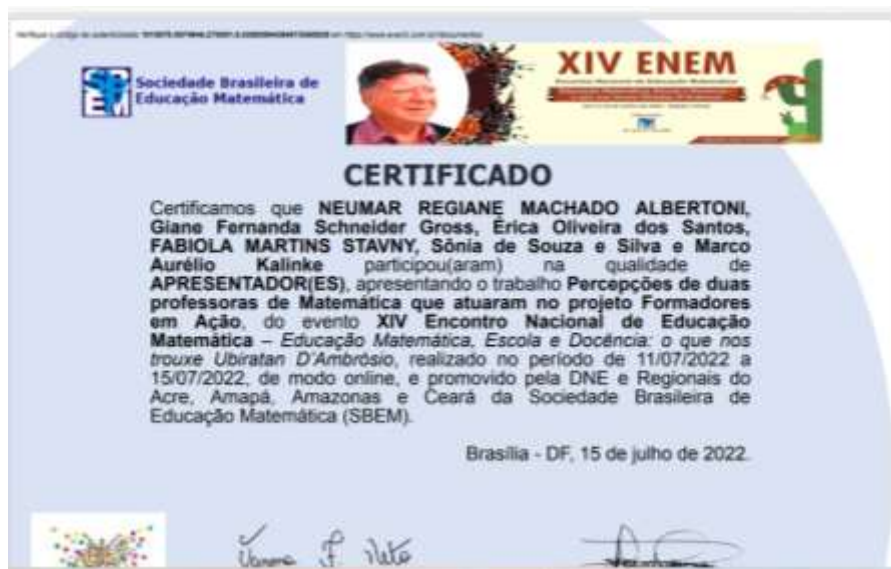 Sociedade Brasileira de
Educação Matemática
XIV ENEM
CERTIFICADO
Certificamos que NEUMAR REGIANE MACHADO ALBERTONI,
Giane Fernanda Schneider Gross, Érica Oliveira dos Santos,
FABIOLA MARTINS STAVNY, Sônia de Souza e Silva e Marco
Aurélio Kalinke participou(aram) na qualidade de
APRESENTADOR(ES), apresentando o trabalho Percepções de duas
professoras de Matemática que atuaram no projeto Formadores
em Ação, do evento XIV Encontro Nacional de Educação
Matemática – Educação Matemática, Escola e Docência: o que nos
trouxe Ubiratan D'Ambrósio, realizado no período de 11/07/2022 a
15/07/2022, de modo online, e promovido pela DNE e Regionais do
Acre, Amapá, Amazonas e Ceará da Sociedade Brasileira de
Educação Matemática (SBEM).
Brasília - DF, 15 de julho de 2022.